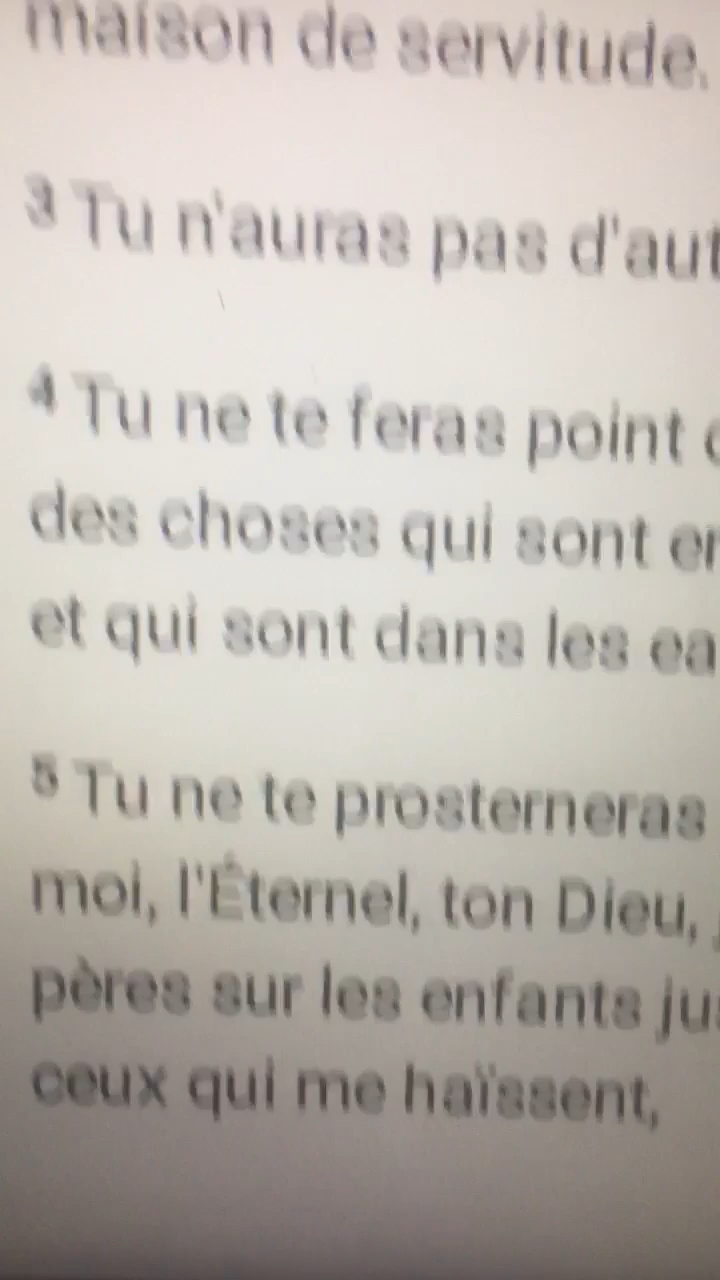 maison de servitude.
3 Tu n'auras pas d'aut
4 Tu ne te feras point
des choses qui sont en
et qui sont dans les ea
5 Tu ne te prosterneras
moi, l'Éternel, ton Dieu,
pères sur les enfants jus
ceux qui me haïssent,